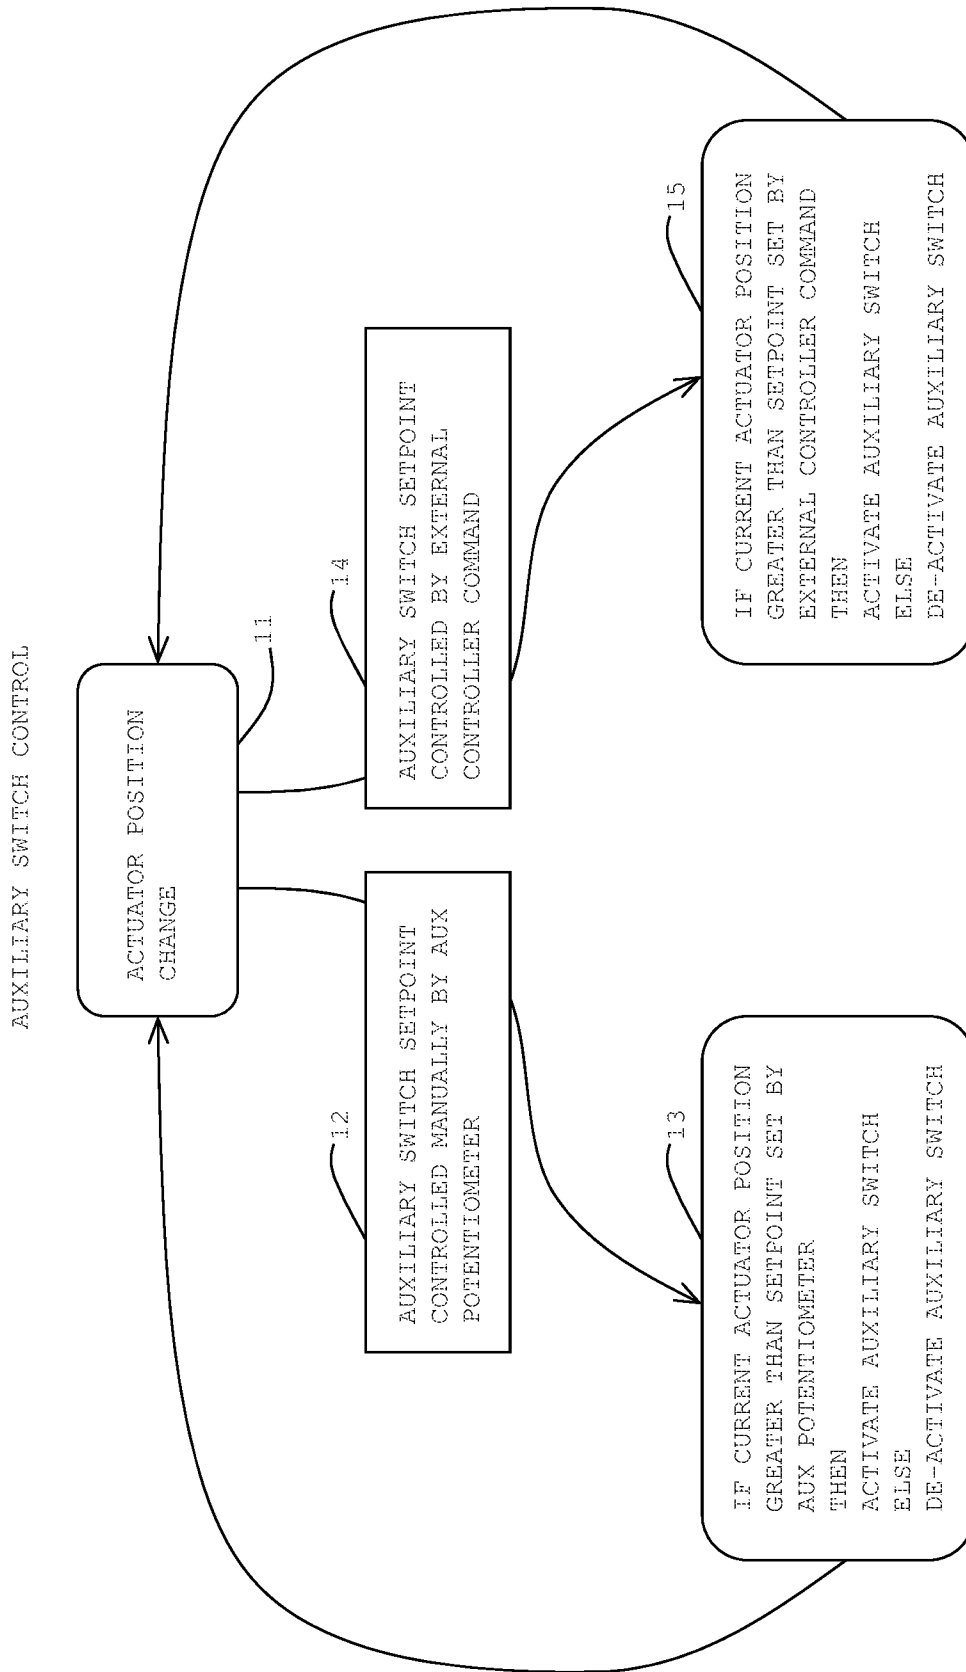 AUXILIARY SWITCH CONTROL
ACTUATOR POSITION
CHANGE
11
12
AUXILIARY SWITCH SETPOINT
CONTROLLED MANUALLY BY AUX
POTENTIOMETER
14
AUXILIARY SWITCH SETPOINT
CONTROLLED BY EXTERNAL
CONTROLLER COMMAND
13
IF CURRENT ACTUATOR POSITION
GREATER THAN SETPOINT SET BY
AUX POTENTIOMETER
THEN
ACTIVATE AUXILIARY SWITCH
ELSE
DE-ACTIVATE AUXILIARY SWITCH
15
IF CURRENT ACTUATOR POSITION
GREATER THAN SETPOINT SET BY
EXTERNAL CONTROLLER COMMAND
THEN
ACTIVATE AUXILIARY SWITCH
ELSE
DE-ACTIVATE AUXILIARY SWITCH